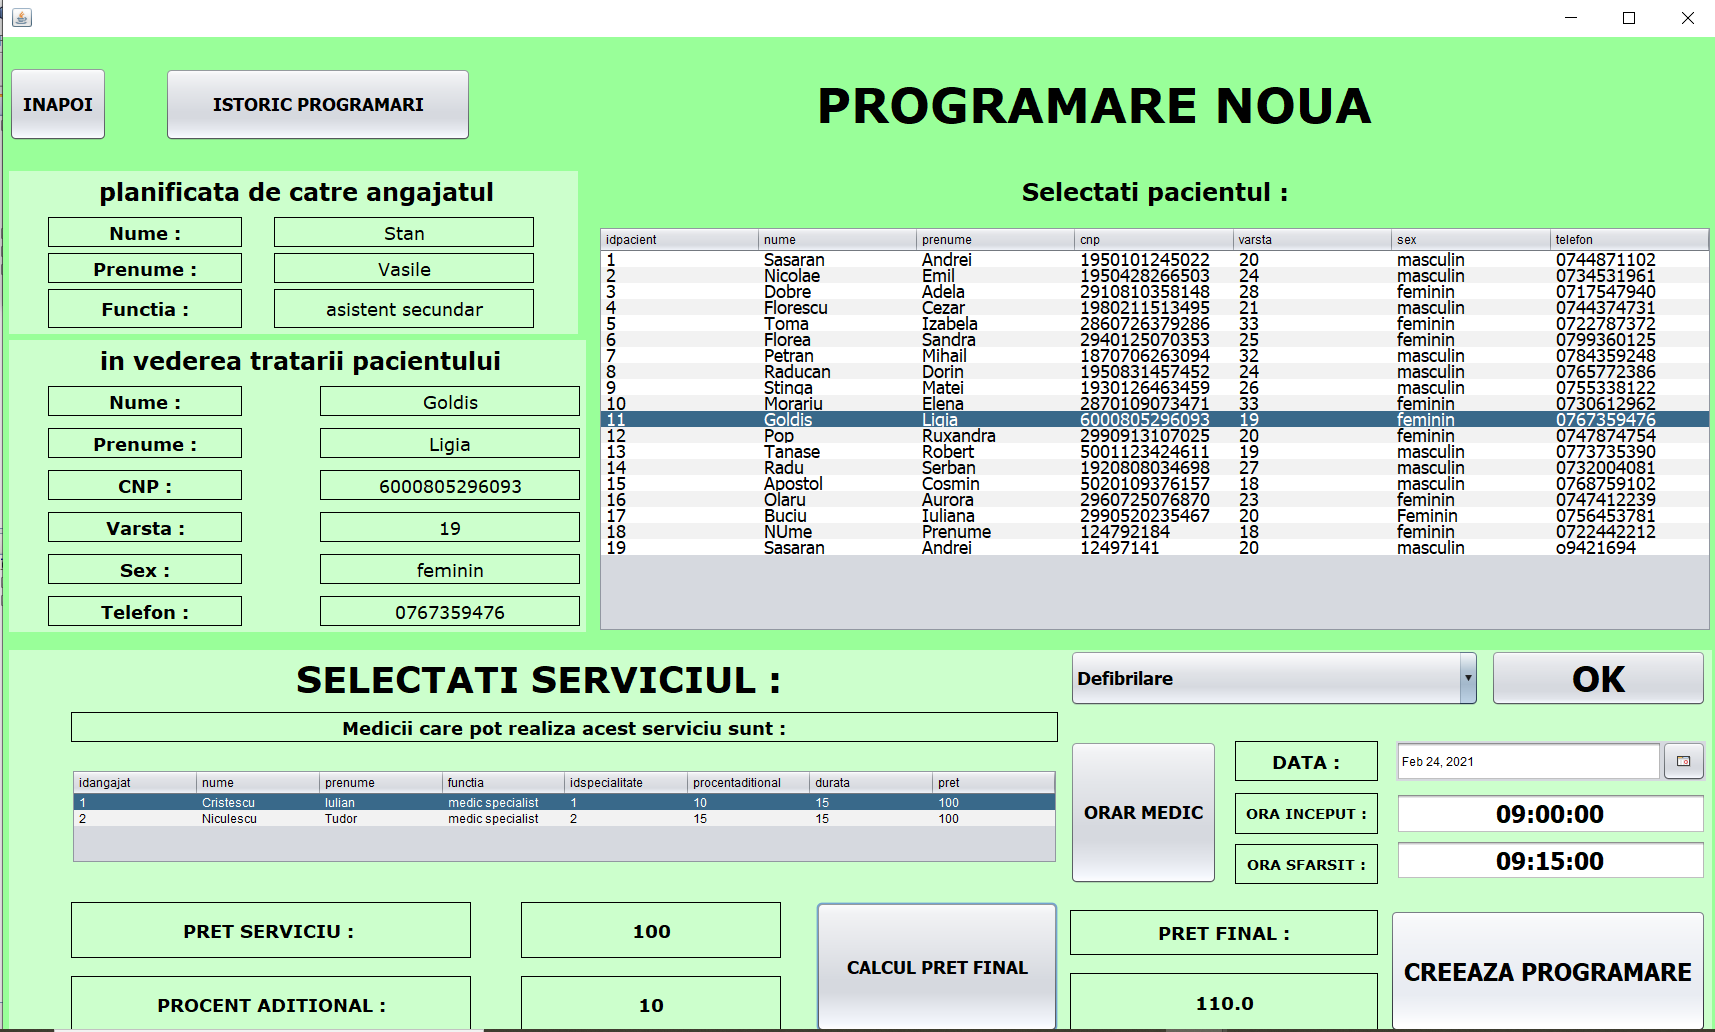 INAPOI
ISTORIC PROGRAMARI
PROGRAMARE NOUA
planificata de catre angajatul
Nume : Stan
Prenume : Vasile
Functia : asistent secundar
in vederea tratarii pacientului
Nume : Goldis
Prenume : Ligia
CNP : 6000805296093
Varsta : 19
Sex : feminin
Telefon : 0767359476
Selectati pacientul :
idpacient nume prenume cnp varsta sex telefon
1 Sasaran Andrei 1950101245022 20 masculin 0744871102
2 Nicolae Emil 1950428266503 24 masculin 0734531961
3 Dobre Adela 2910810358148 28 feminin 0717547940
4 Florescu Cezar 1980211513495 21 masculin 0744374731
5 Toma Izabela 2860726379286 33 feminin 0722787372
6 Florea Sandra 2940125070353 25 feminin 0799360125
7 Petran Mihail 1870706263094 32 masculin 0784359248
8 Raducan Dorin 1950831457452 24 masculin 0765772386
9 Stinga Matei 1930126463459 26 masculin 0755338122
10 Morariu Elena 2870109073471 33 feminin 0730612962
11 Goldis Ligia 6000805296093 19 feminin 0767359476
12 Pop Ruxandra 2990913107025 20 feminin 0747874754
13 Tanase Robert 5001123424611 19 masculin 0773735390
14 Radu Serban 1920808034698 27 masculin 0732004081
15 Apostol Cosmin 5020109376157 18 masculin 0768759102
16 Olaru Aurora 2960725076870 23 feminin 0747412239
17 Buciu Iuliana 2990520235467 20 Feminin 0756453781
18 NUme Prenume 124792184 18 feminin 0722442212
19 Sasaran Andrei 12497141 20 masculin o9421694
SELECTATI SERVICIUL :
Defibrilare
OK
Medicii care pot realiza acest serviciu sunt :
idangajat nume prenume functia idspecialitate procentaditional durata pret
1 Cristescu Iulian medic specialist 1 10 15 100
2 Niculescu Tudor medic specialist 2 15 15 100
ORAR MEDIC
DATA : Feb 24, 2021
ORA INCEPUT : 09:00:00
ORA SFARSIT : 09:15:00
PRET SERVICIU : 100
PROCENT ADITIONAL : 10
CALCUL PRET FINAL
PRET FINAL :
110.0
CREEAZA PROGRAMARE